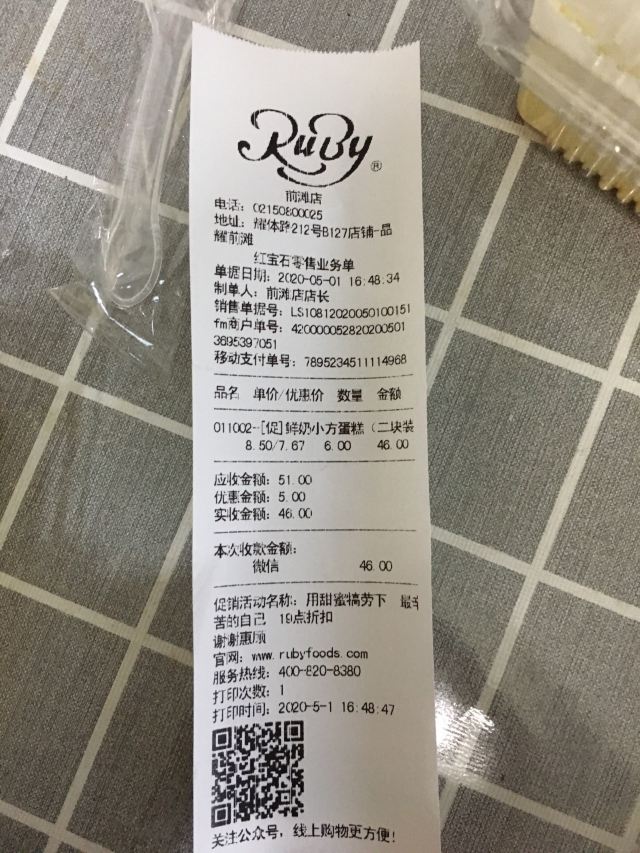 RuBy®
前滩店
电话：02150800025
地址：耀体路212号B127店铺-晶
耀前滩
红宝石零售业务单
单据日期：2020-05-01 16:48:34
制单人：前滩店店长
销售单据号：LS10812020050100151
fm商户单号：420000052820200501
3695397051
移动支付单号：7895234511114968
品名 单价/优惠价 数量 金额
011002--[促]鲜奶小方蛋糕（二块装
8.50/7.67 6.00 46.00
应收金额：51.00
优惠金额：5.00
实收金额：46.00
本次收款金额：
微信 46.00
促销活动名称：用甜蜜犒劳下 最辛
苦的自己 19点折扣
谢谢惠顾
官网：www.rubyfoods.com
服务热线：400-820-8380
打印次数：1
打印时间：2020-5-1 16:48:47
关注公众号，线上购物更方便！